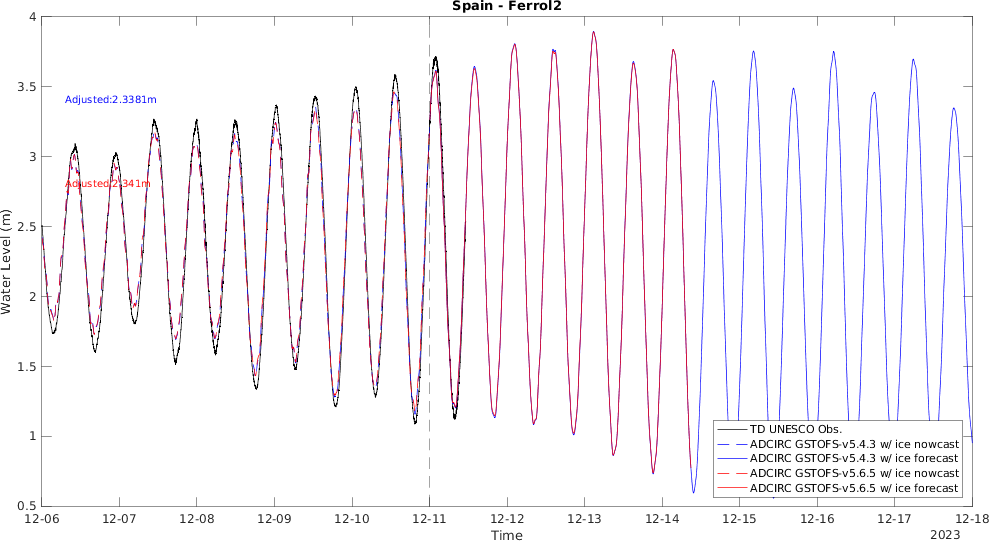 Spain - Ferrol2
4
3.5
3
2.5
2
1.5
1
0.5
Water Level (m)
Adjusted:2.3381m
Adjusted:2.341m
TD UNESCO Obs.
ADCIRC GSTOFS-v5.4.3 w/ ice nowcast
ADCIRC GSTOFS-v5.4.3 w/ ice forecast
ADCIRC GSTOFS-v5.6.5 w/ ice nowcast
ADCIRC GSTOFS-v5.6.5 w/ ice forecast
12-06 12-07 12-08 12-09 12-10 12-11 12-12 12-13 12-14 12-15 12-16 12-17 12-18
Time
2023